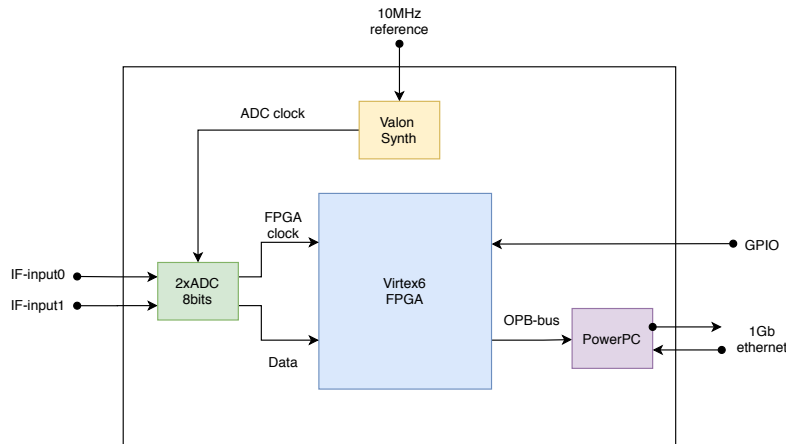 10MHz
reference
ADC clock
Valon
Synth
FPGA
clock
IF-input0
IF-input1
2xADC
8bits
Data
Virtex6
FPGA
GPIO
OPB-bus
PowerPC
1Gb
ethernet